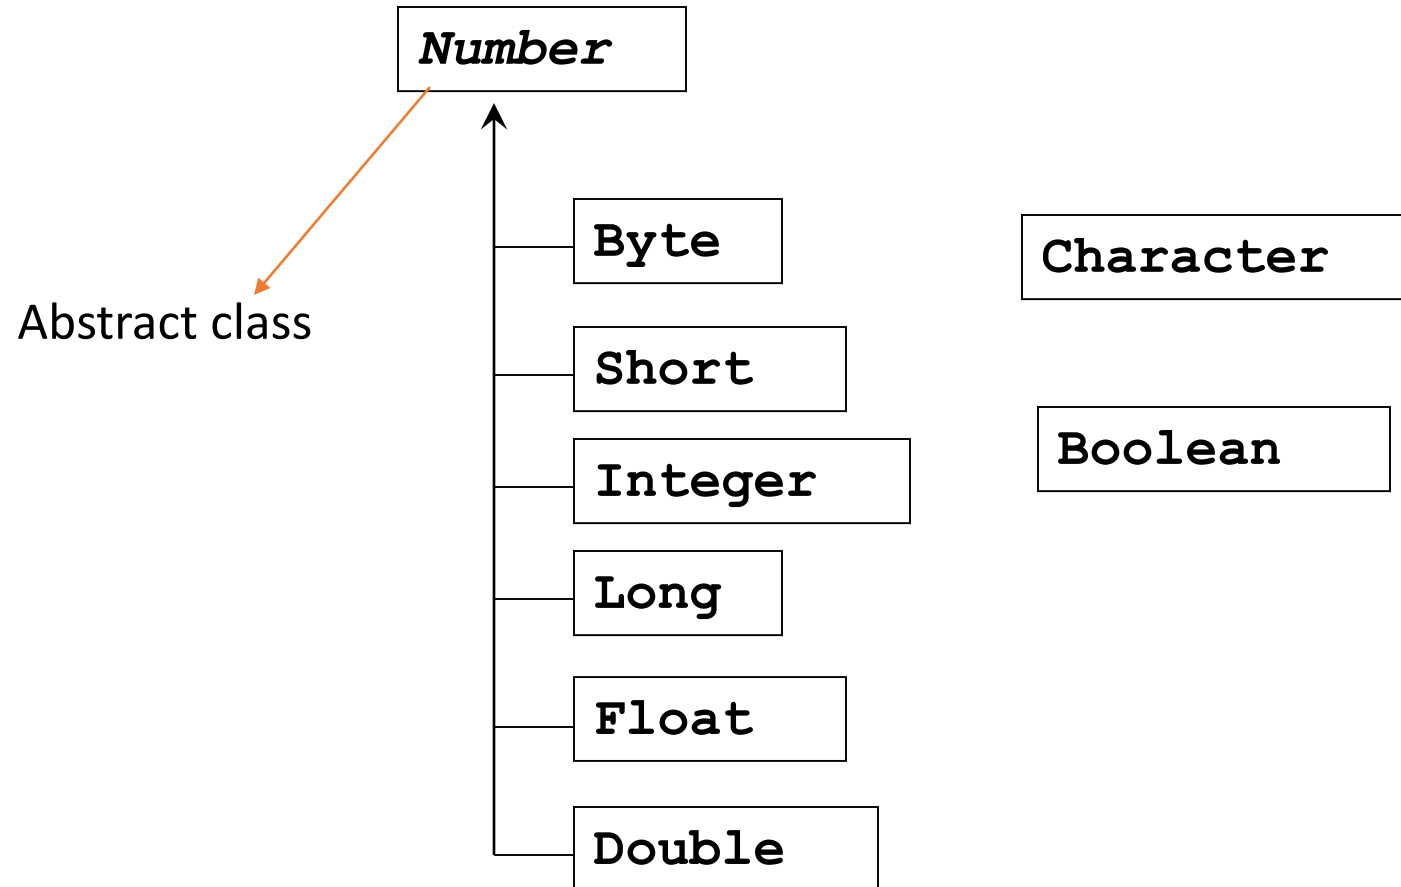 Number
Byte
Character
Abstract class
Short
Boolean
Integer
Long
Float
Double